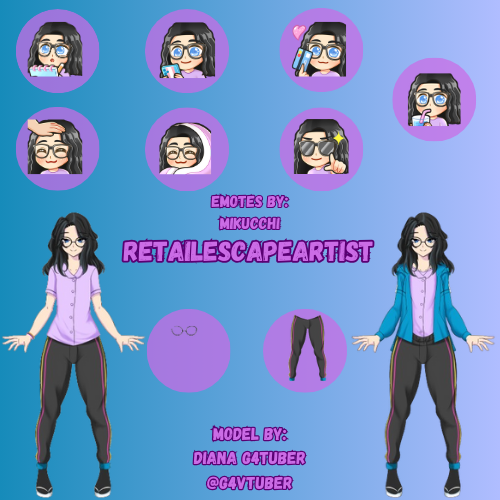 EMOTES BY:
MIKUCCHI
RETAILESCAPEARTIST
MODEL BY:
DIANA G4TUBER
@G4VTUBER